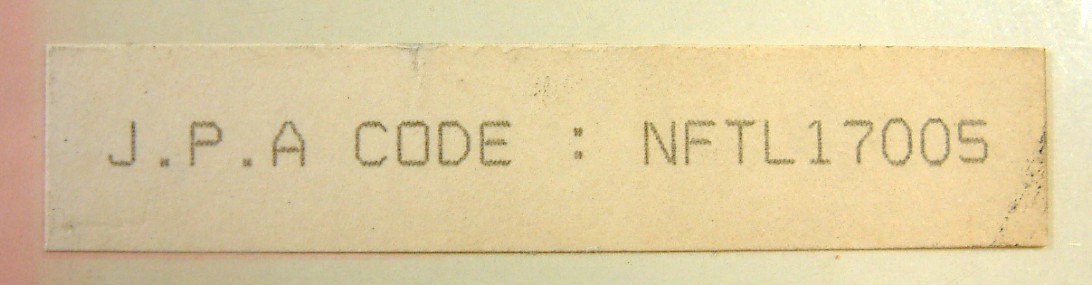 J.P.A CODE : NFTL17005